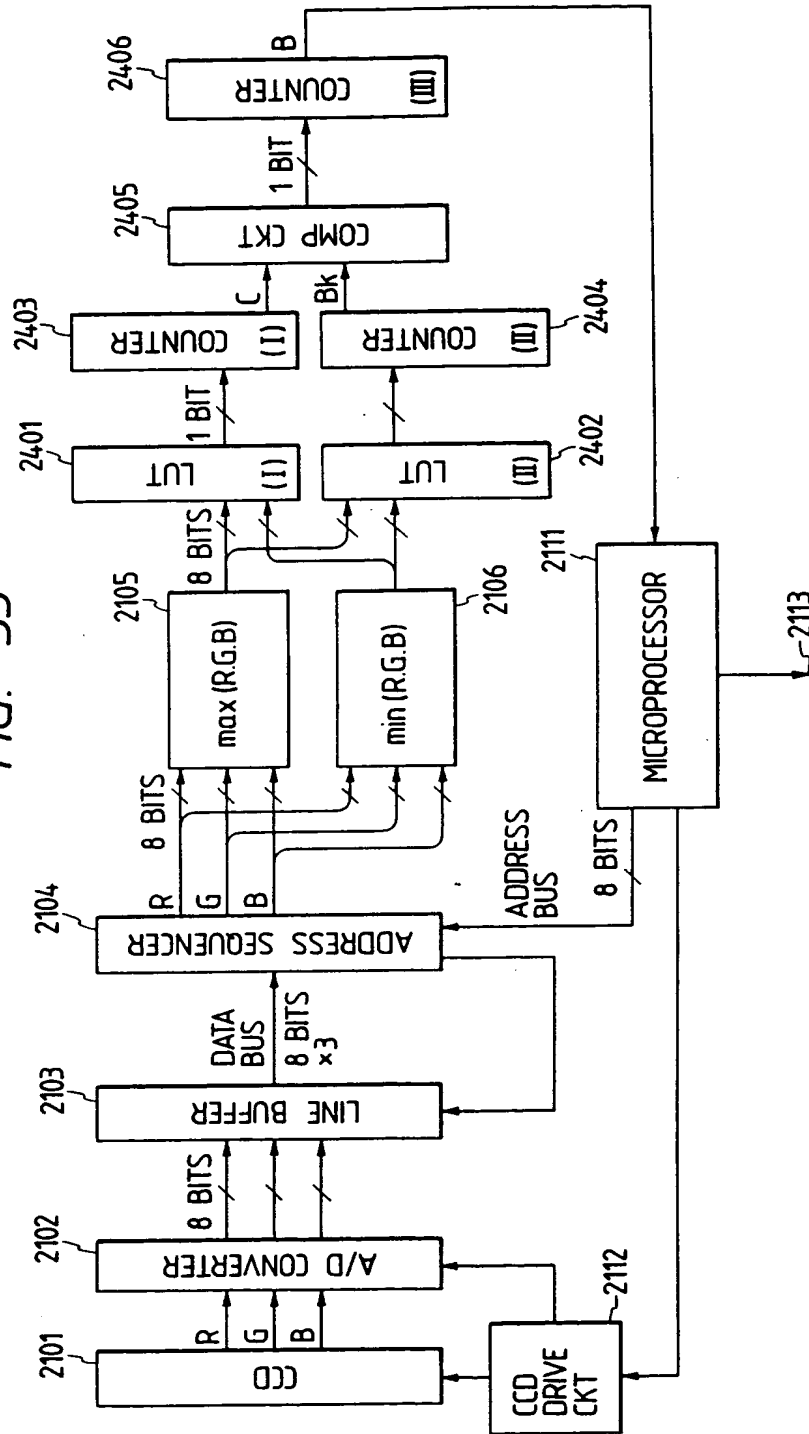 FIG.
2101
CCD
R
G
B
2102
A/D CONVERTER
8 BITS
2103
LINE BUFFER
DATA
BUS
8 BITS
×3
2104
ADDRESS SEQUENCER
R
G
B
8 BITS
2105
max (R.G.B)
min (R.G.B)
2106
8 BITS
2401
LUT
(I)
LUT
(II)
2402
1 BIT
2403
COUNTER
(I)
COUNTER
(II)
2404
C
Bk
2405
COMP CKT
1 BIT
2406
COUNTER
(III)
B
CCD
DRIVE
CKT
2112
ADDRESS
BUS
8 BITS
MICROPROCESSOR
2111
2113